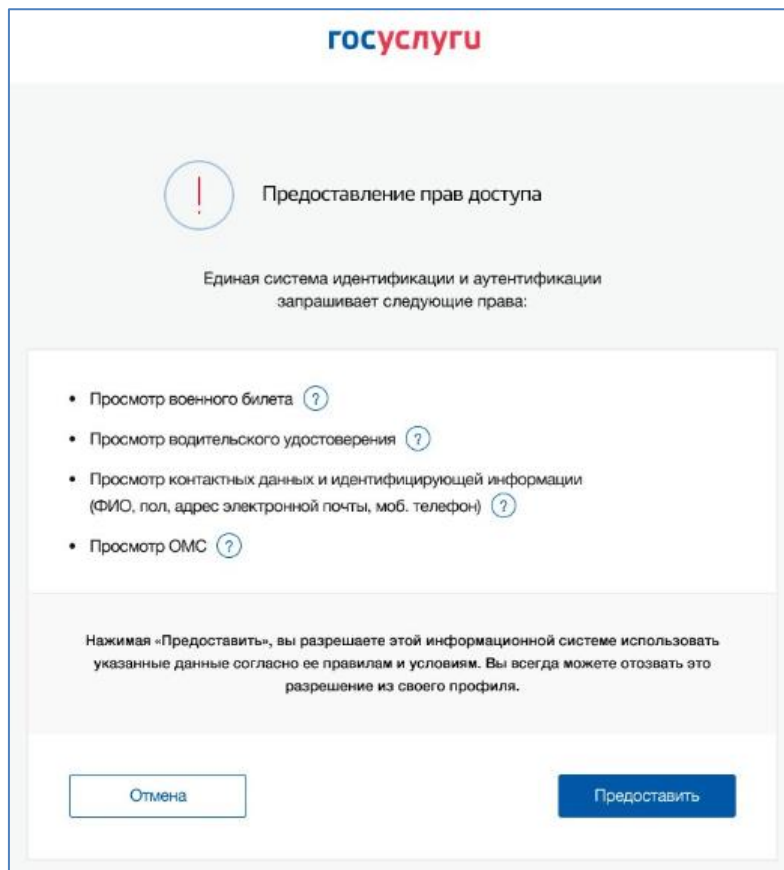 госуслуги
Предоставление прав доступа
Единая система идентификации и аутентификации
запрашивает следующие права:
• Просмотр военного билета ?
• Просмотр водительского удостоверения ?
• Просмотр контактных данных и идентифицирующей информации
(ФИО, пол, адрес электронной почты, моб. телефон) ?
• Просмотр ОМС ?
Нажимая «Предоставить», вы разрешаете этой информационной системе использовать
указанные данные согласно ее правилам и условиям. Вы всегда можете отозвать это
разрешение из своего профиля.
Отмена
Предоставить